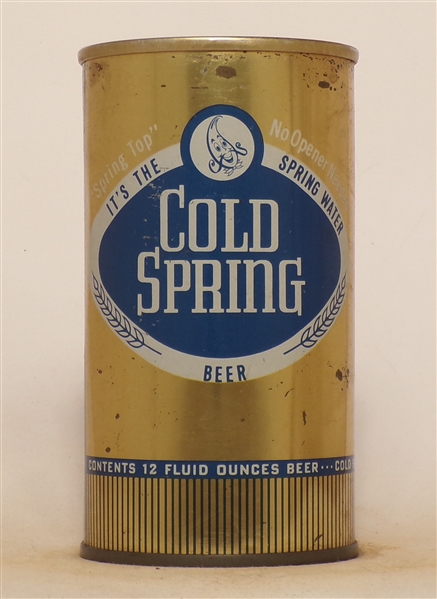 "Spring Top"
No Opener
IT'S THE SPRING WATER
COLD
SPRING
BEER
CONTENTS 12 FLUID OUNCES BEER···COLD